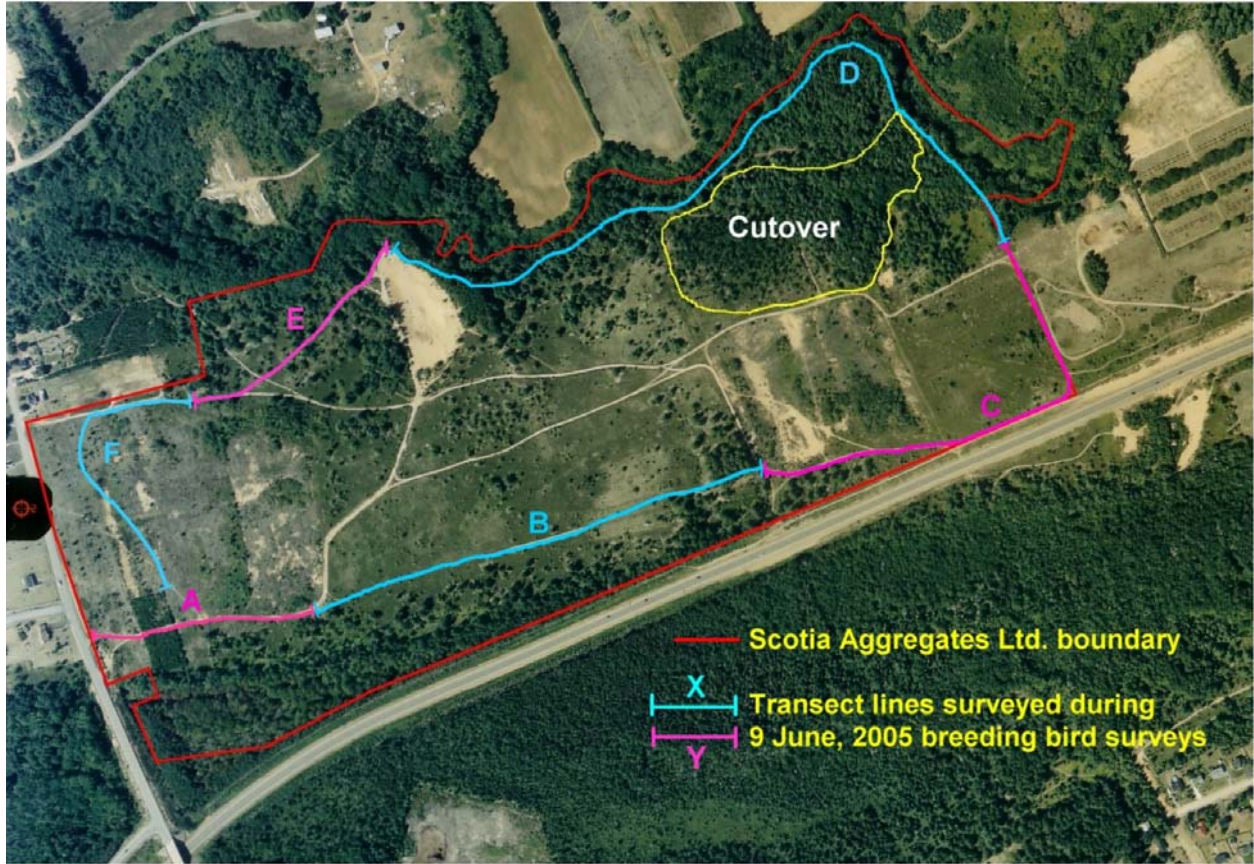 D
Cutover
E
C
F
B
A
Scotia Aggregates Ltd. boundary
X
Transect lines surveyed during
9 June, 2005 breeding bird surveys
Y